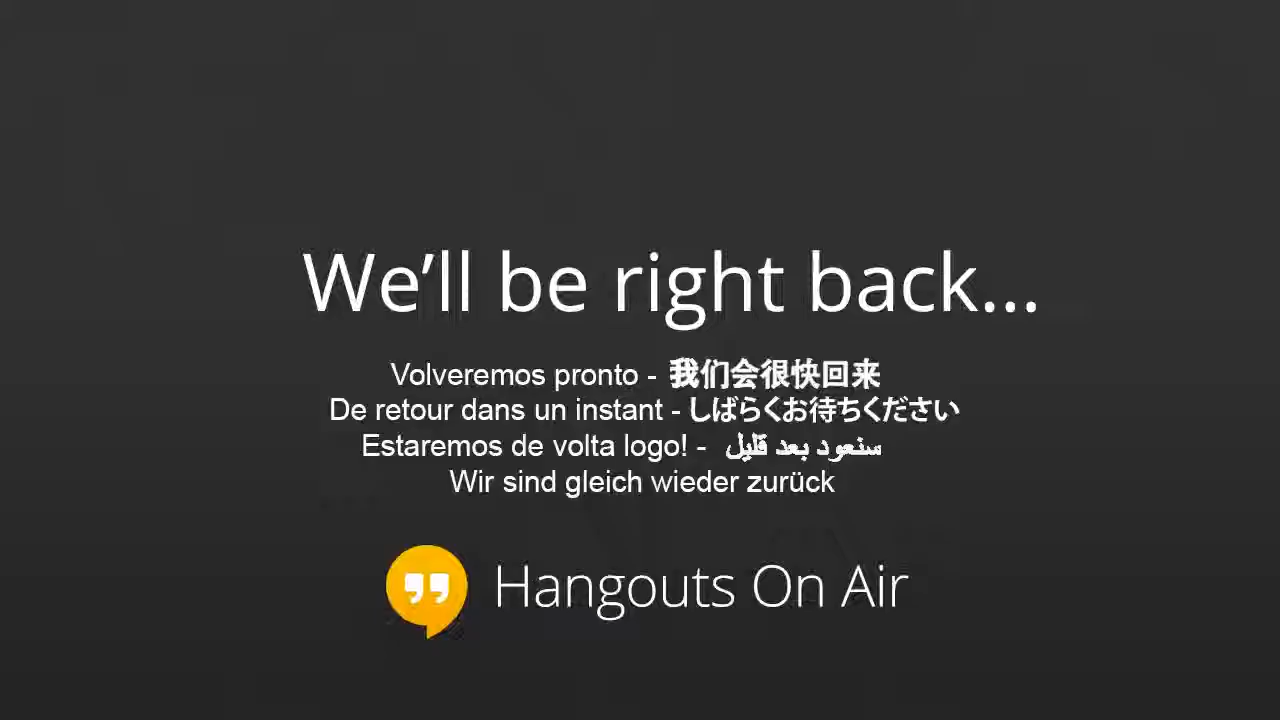 We'll be right back...
Volveremos pronto - 我们会很快回来
De retour dans un instant - しばらくお待ちください
Estaremos de volta logo! - سنعود بعد قليل
Wir sind gleich wieder zurück
Hangouts On Air